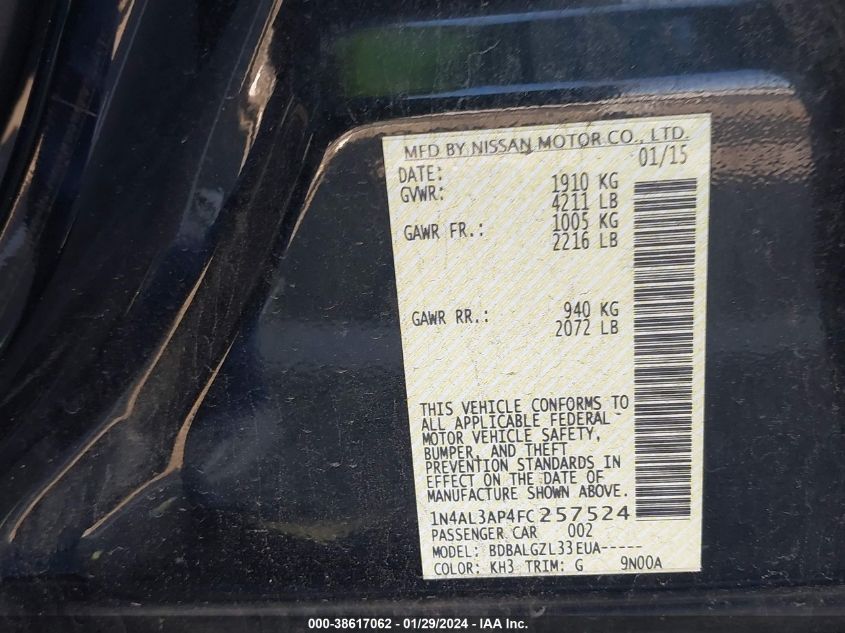 MFD BY NISSAN MOTOR CO., LTD.
DATE: 01/15
GVWR: 1910 KG
4211 LB
GAWR FR.: 1005 KG
2216 LB
GAWR RR.: 940 KG
2072 LB
THIS VEHICLE CONFORMS TO
ALL APPLICABLE FEDERAL
MOTOR VEHICLE SAFETY,
BUMPER, AND THEFT
PREVENTION STANDARDS IN
EFFECT ON THE DATE OF
MANUFACTURE SHOWN ABOVE.
1N4AL3AP4FC257524
PASSENGER CAR 002
MODEL: BDBALGZL33EUA-----
COLOR: KH3 TRIM: G 9N00A
000-38617062 - 01/29/2024 - IAA Inc.